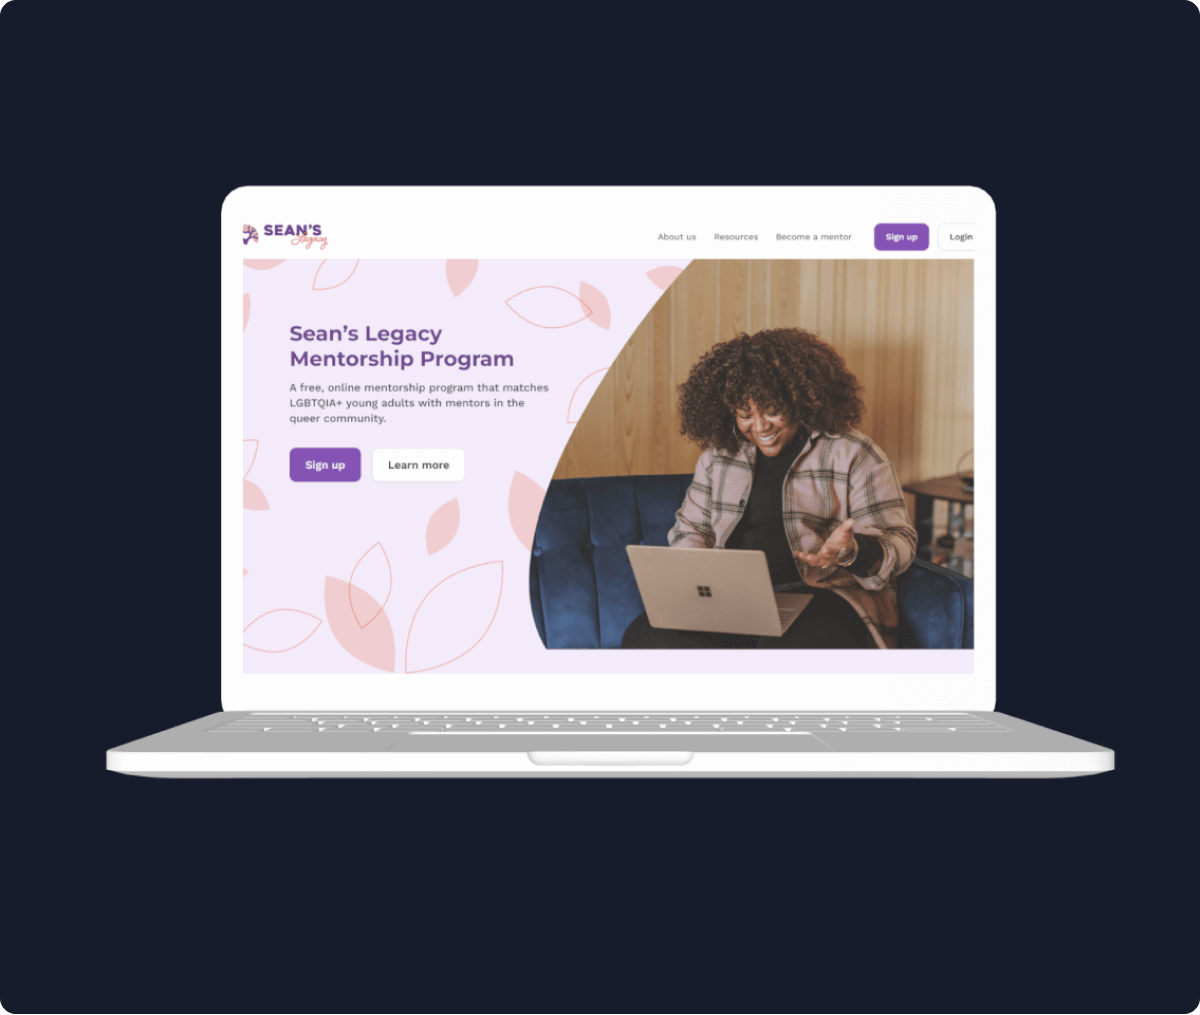 SEAN'S
Legacy
About us
Resources
Become a mentor
Sign up
Login
Sean's Legacy
Mentorship Program
A free, online mentorship program that matches
LGBTQIA+ young adults with mentors in the
queer community.
Sign up
Learn more